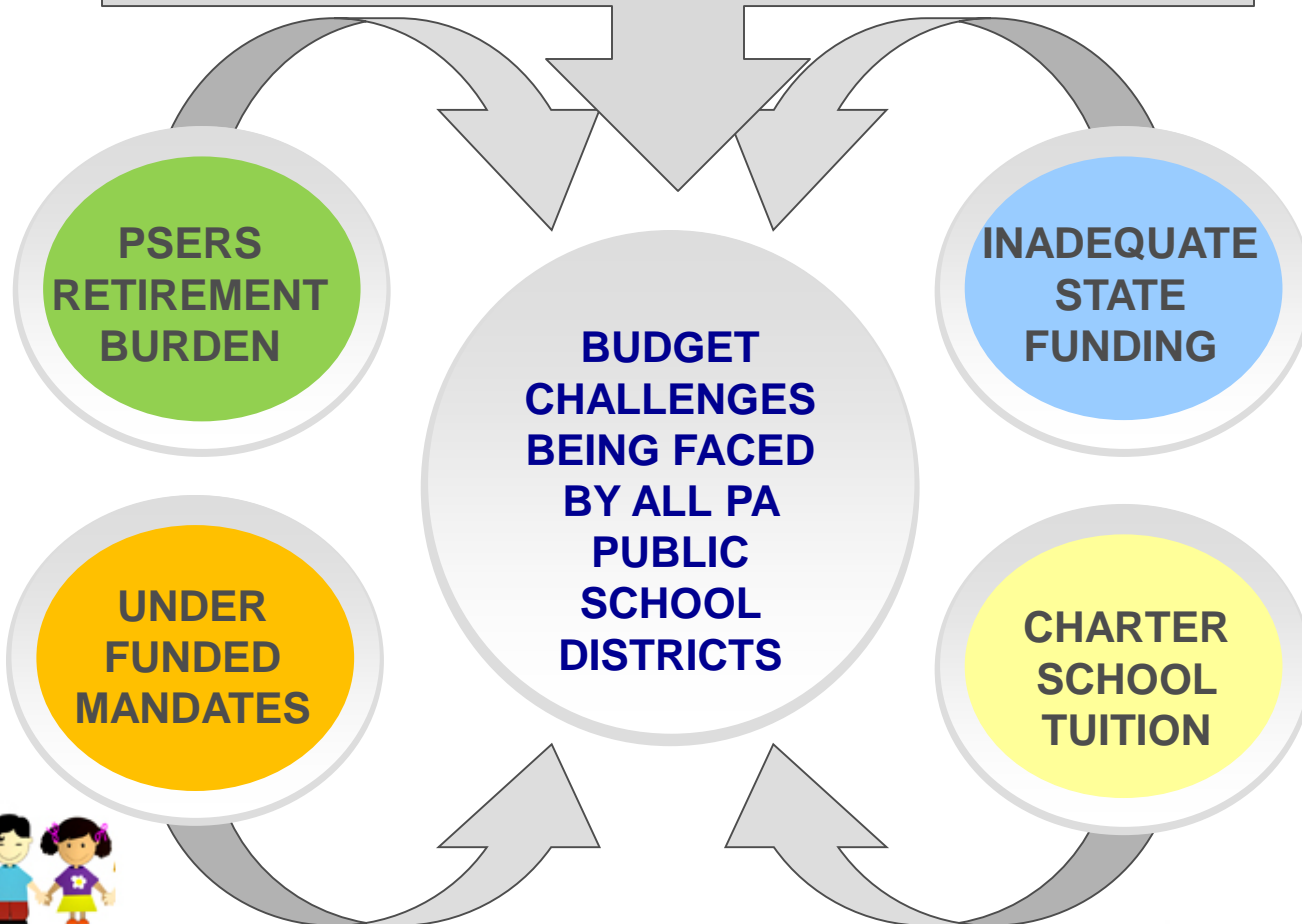 PSERS
RETIREMENT
BURDEN
INADEQUATE
STATE
FUNDING
BUDGET
CHALLENGES
BEING FACED
BY ALL PA
PUBLIC
SCHOOL
DISTRICTS
UNDER
FUNDED
MANDATES
CHARTER
SCHOOL
TUITION